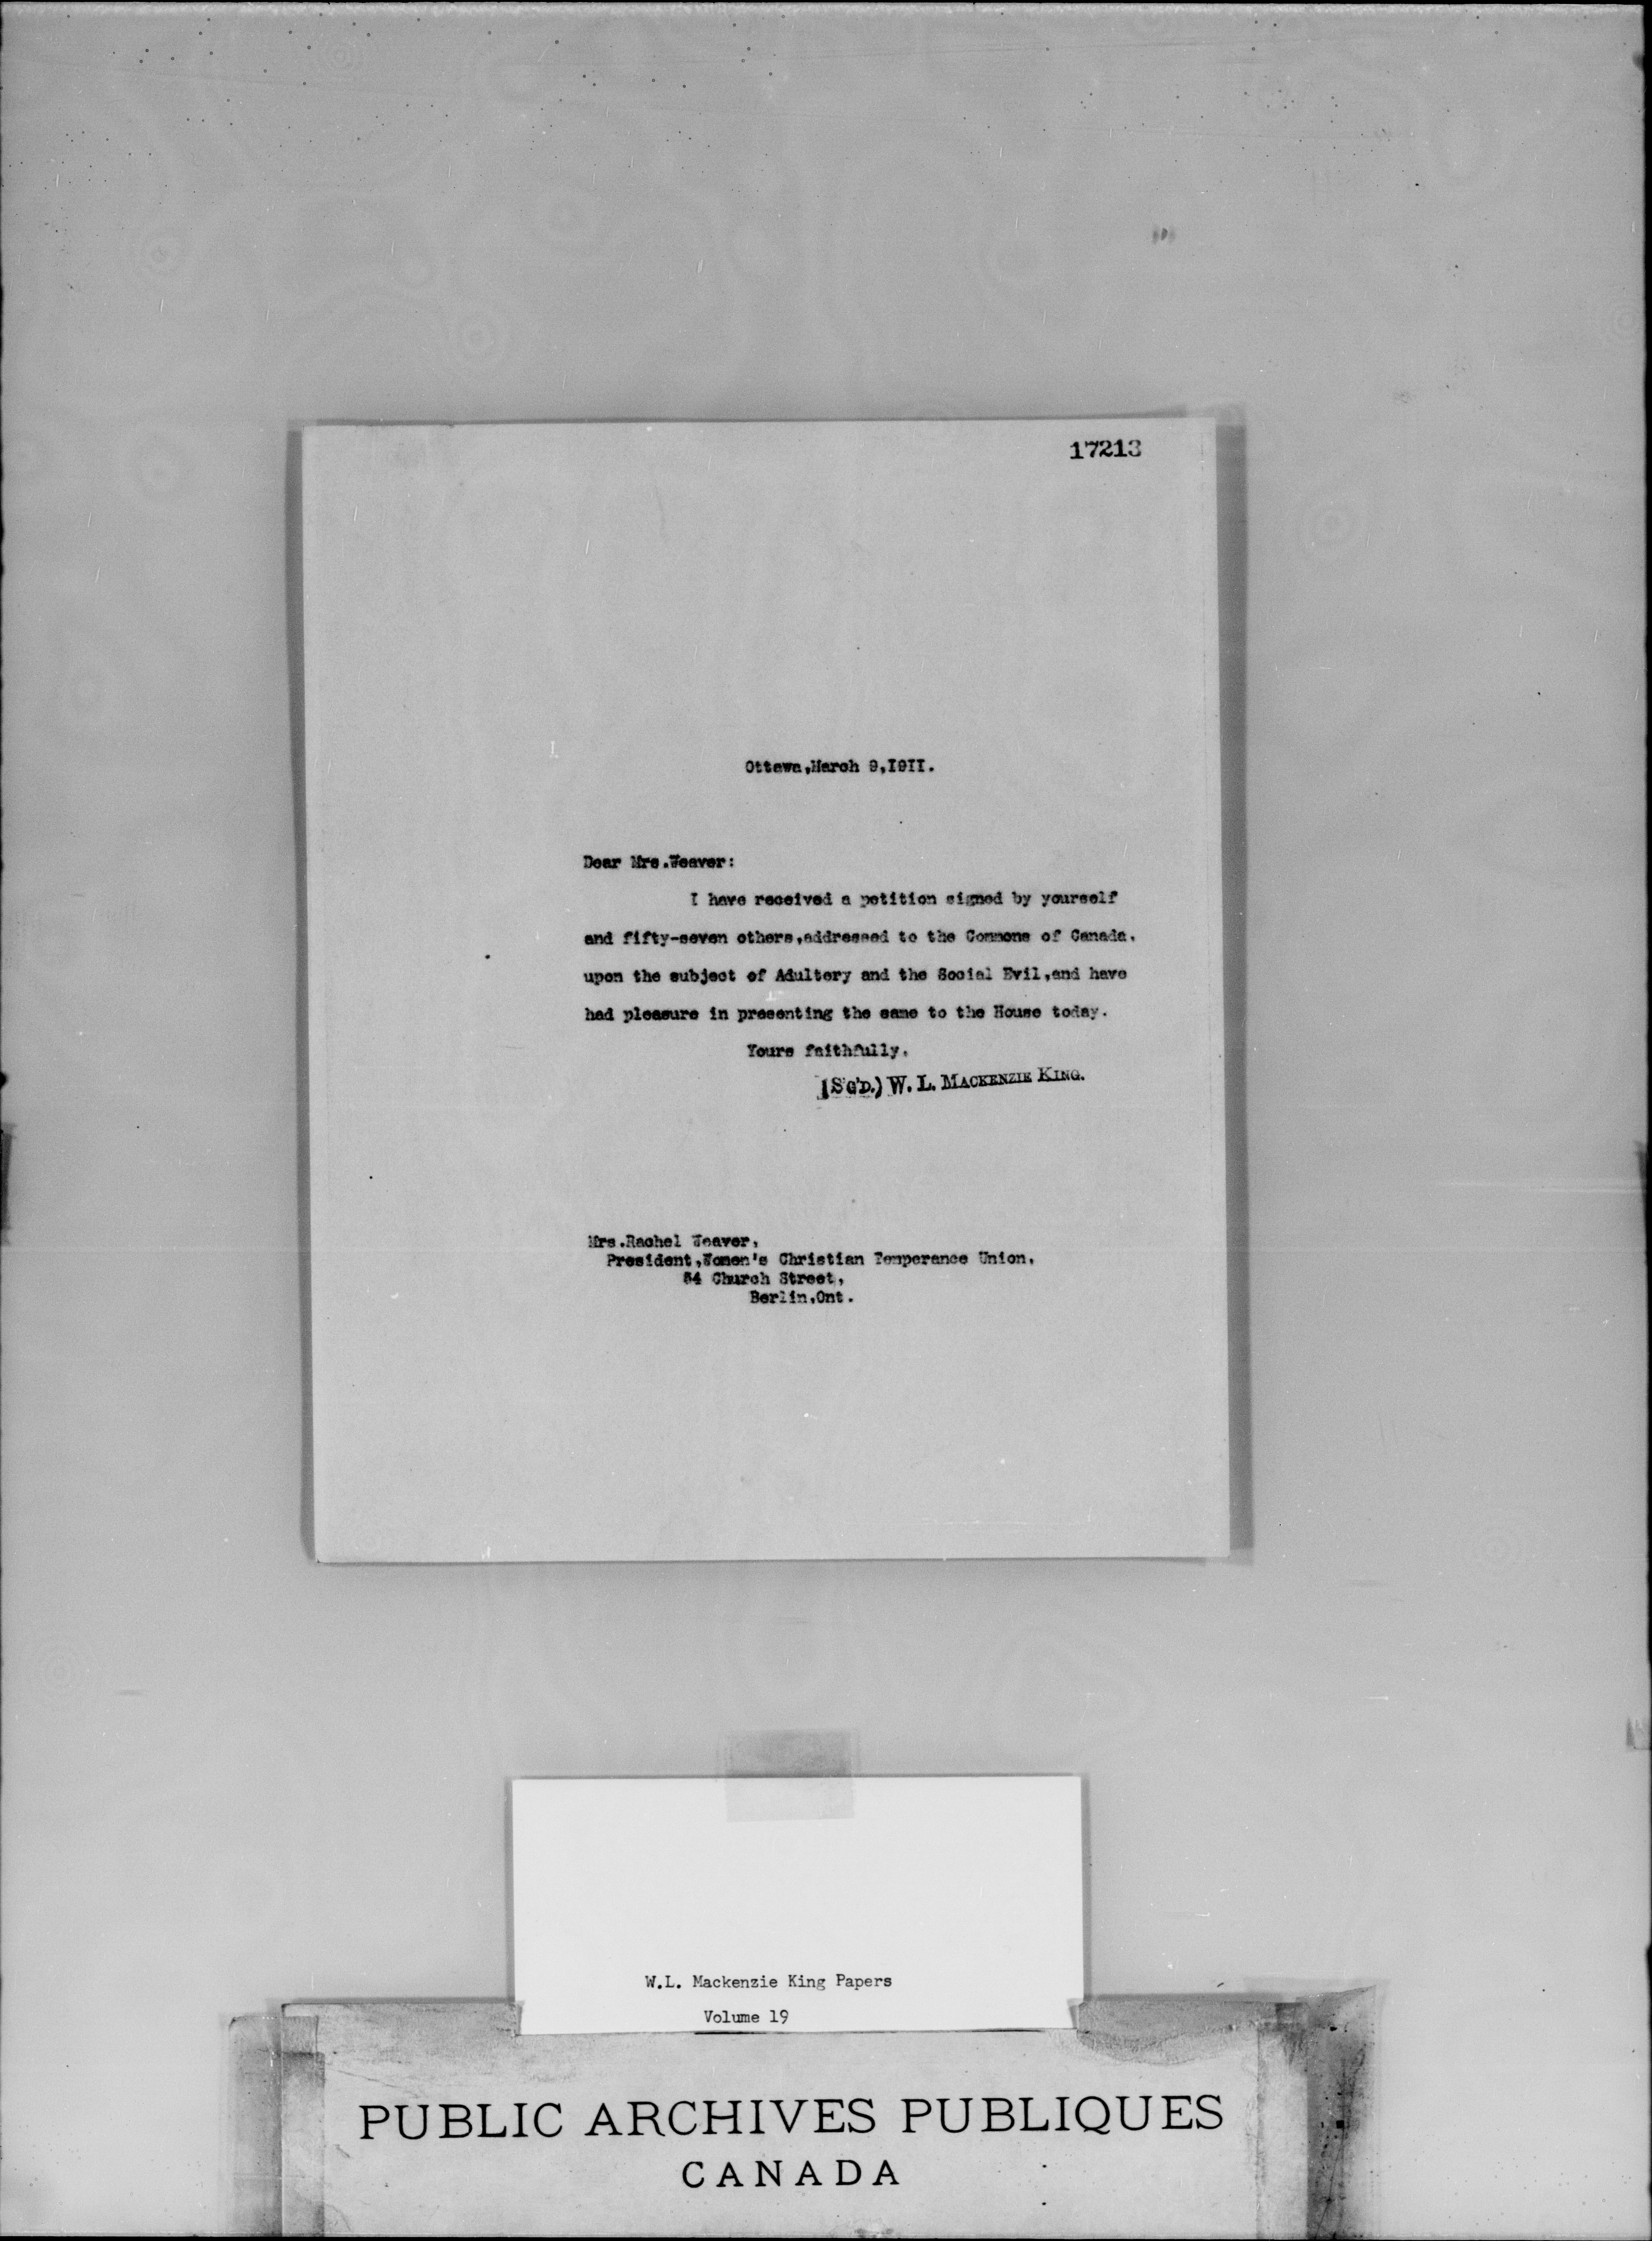 17213
Ottawa,March 9,I9II.
Dear Mrs.Weaver:
I have received a petition signed by yourself
and fifty-seven others,addressed to the Commons of Canada,
upon the subject of Adultery and the Social Evil,and have
had pleasure in presenting the same to the House today.
Yours faithfully,
(SG'D.) W. L. MACKENZIE KING.
Mrs.Rachel Weaver,
President,Women's Christian Temperance Union,
54 Church Street,
Berlin,Ont.
W.L. Mackenzie King Papers
Volume 19
PUBLIC ARCHIVES PUBLIQUES
CANADA